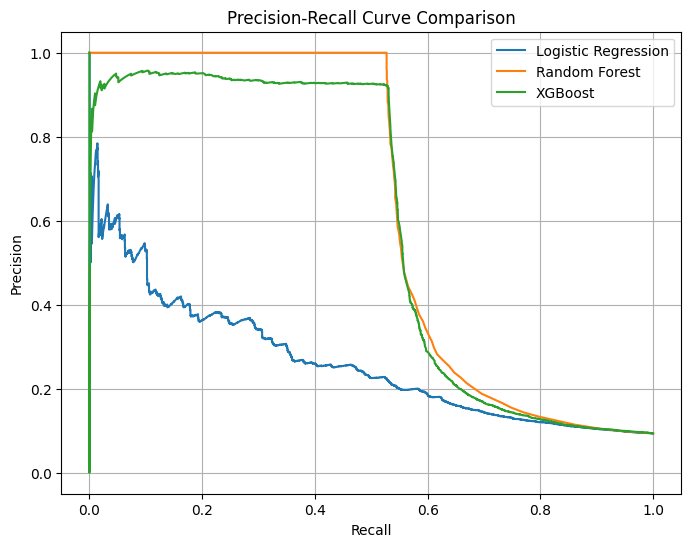 Precision-Recall Curve Comparison
Logistic Regression
Random Forest
XGBoost
Precision
1.0
0.8
0.6
0.4
0.2
0.0
0.0 0.2 0.4 0.6 0.8 1.0
Recall